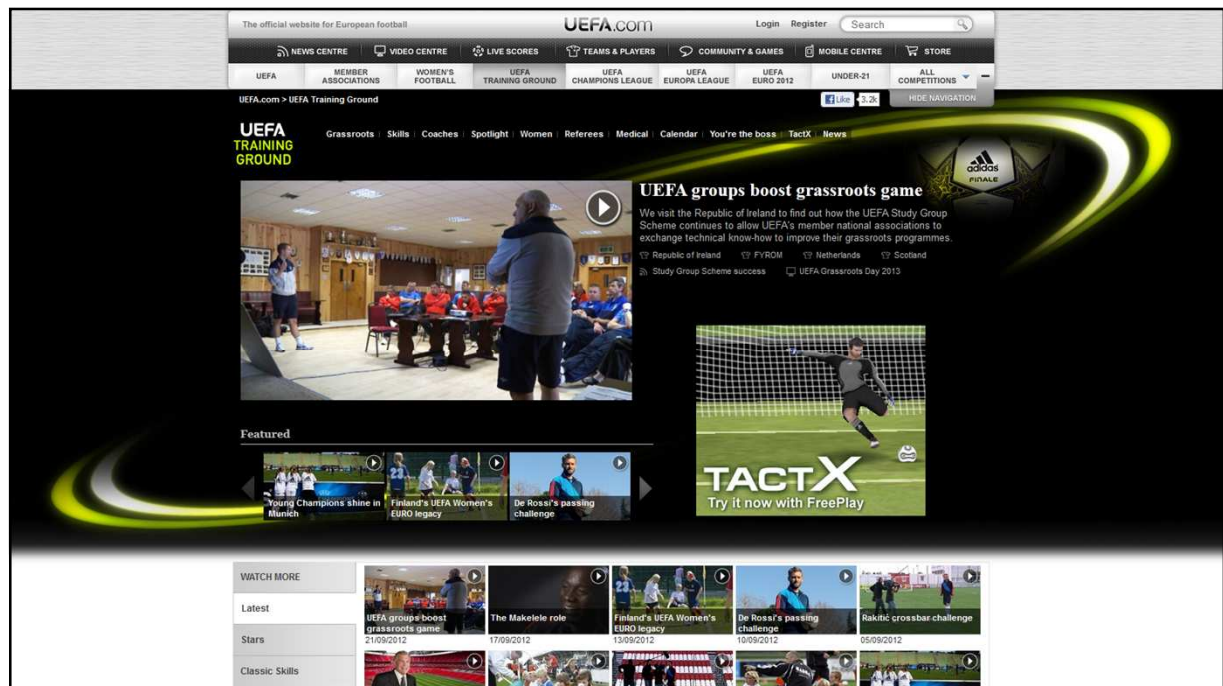 The official website for European football
UEFA.com
Login Register Search
NEWS CENTRE VIDEO CENTRE LIVE SCORES TEAMS & PLAYERS COMMUNITY & GAMES MOBILE CENTRE STORE
UEFA
MEMBER
ASSOCIATIONS
WOMEN'S
FOOTBALL
UEFA
TRAINING GROUND
UEFA
CHAMPIONS LEAGUE
UEFA
EUROPA LEAGUE
UEFA
EURO 2012
UNDER-21
ALL
COMPETITIONS
UEFA.com > UEFA Training Ground
Like 3.2k
HIDE NAVIGATION
UEFA
TRAINING
GROUND
Grassroots Skills Coaches Spotlight Women Referees Medical Calendar You're the boss TactX News
adidas
FINALE
UEFA groups boost grassroots game
We visit the Republic of Ireland to find out how the UEFA Study Group
Scheme continues to allow UEFA's member national associations to
exchange technical know-how to improve their grassroots programmes.
Republic of Ireland FYROM Netherlands Scotland
Study Group Scheme success UEFA Grassroots Day 2013
TACTX
Try it now with FreePlay
Featured
23
Young Champions shine in
Munich
Finland's UEFA Women's
EURO legacy
De Rossi's passing
challenge
WATCH MORE
Latest
Stars
Classic Skills
UEFA groups boost
grassroots game
21/09/2012
The Makelele role
17/09/2012
Finland's UEFA Women's
EURO legacy
13/09/2012
De Rossi's passing
challenge
10/09/2012
Rakitić crossbar challenge
05/09/2012